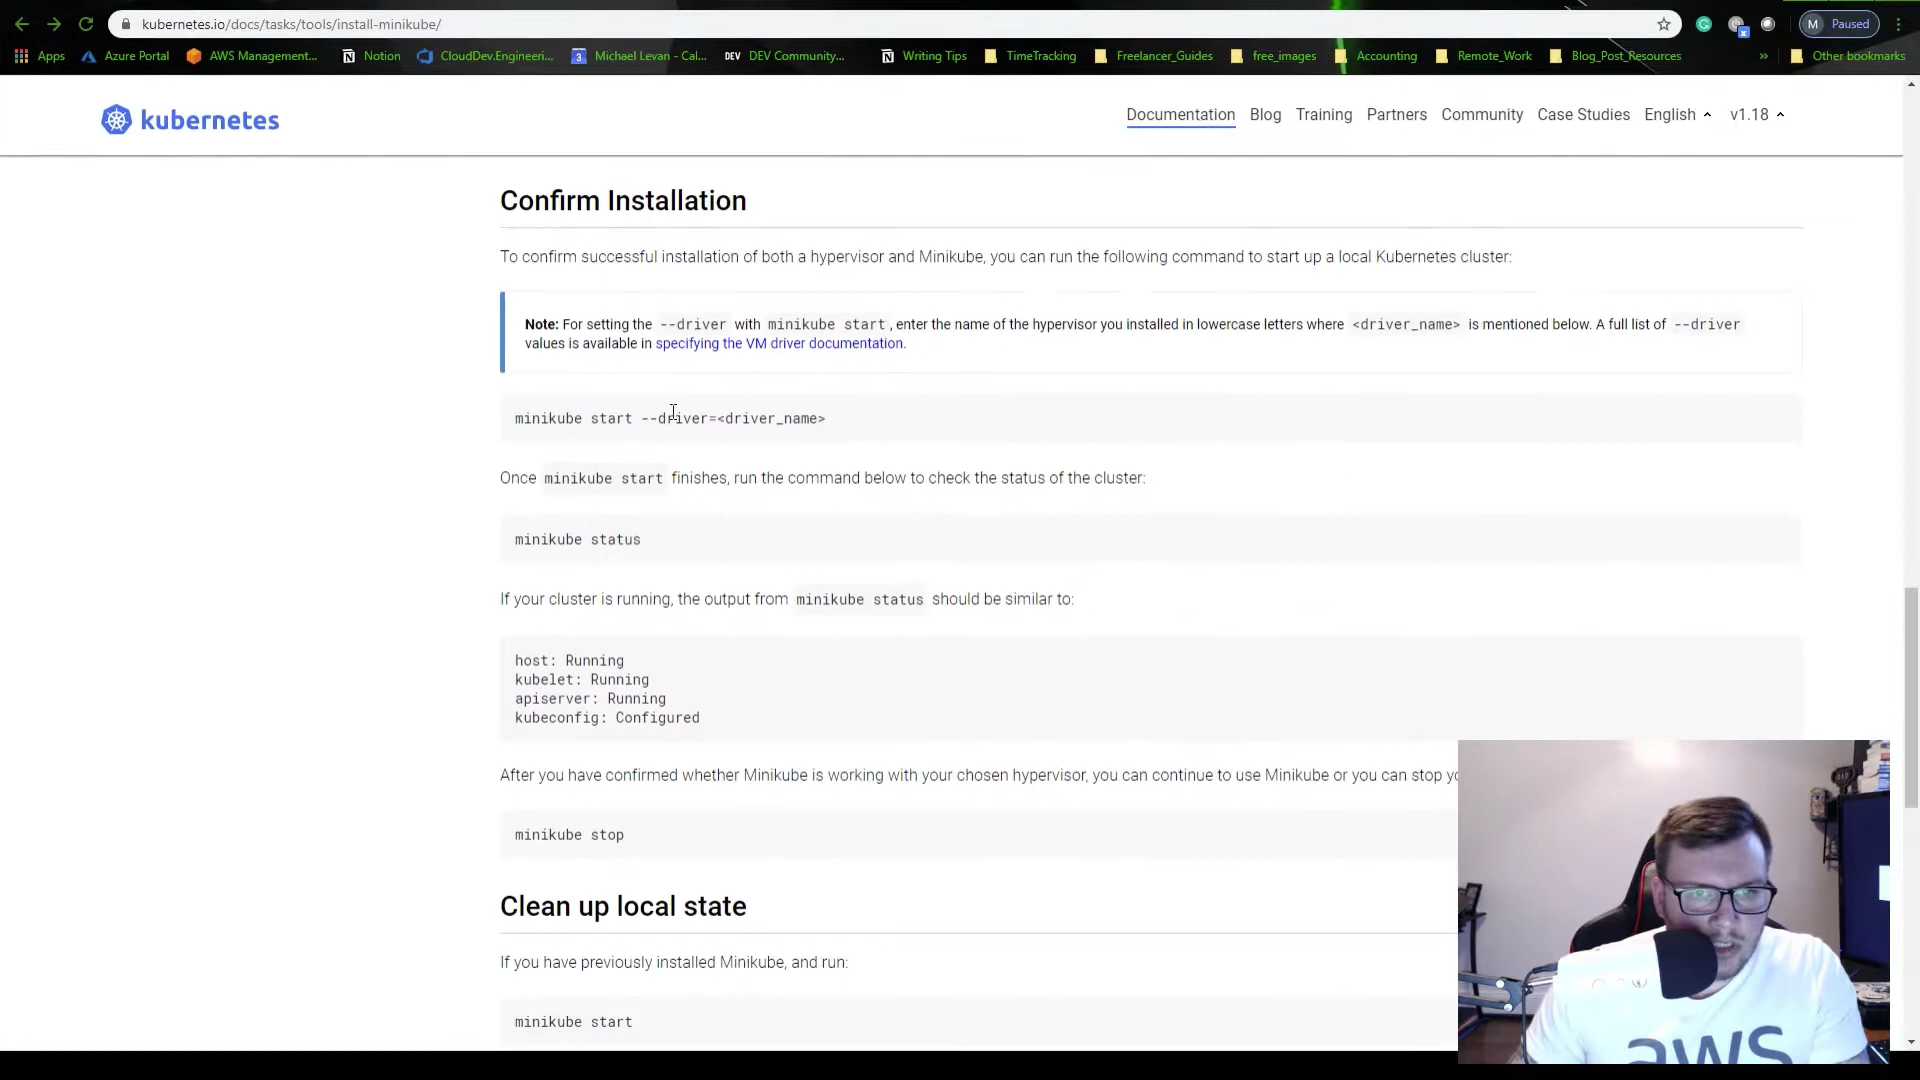 kubernetes.io/docs/tasks/tools/install-minikube/
M Paused
Apps Azure Portal AWS Management... Notion CloudDev.Engineeri... 3 Michael Levan - Cal... DEV DEV Community... Writing Tips TimeTracking Freelancer_Guides free_images Accounting Remote_Work Blog_Post_Resources » Other bookmarks
kubernetes
Documentation Blog Training Partners Community Case Studies English v1.18
Confirm Installation
To confirm successful installation of both a hypervisor and Minikube, you can run the following command to start up a local Kubernetes cluster:
Note: For setting the --driver with minikube start , enter the name of the hypervisor you installed in lowercase letters where <driver_name> is mentioned below. A full list of --driver
values is available in specifying the VM driver documentation.
minikube start --driver=<driver_name>
Once minikube start finishes, run the command below to check the status of the cluster:
minikube status
If your cluster is running, the output from minikube status should be similar to:
host: Running
kubelet: Running
apiserver: Running
kubeconfig: Configured
After you have confirmed whether Minikube is working with your chosen hypervisor, you can continue to use Minikube or you can stop
minikube stop
Clean up local state
If you have previously installed Minikube, and run:
minikube start
aws